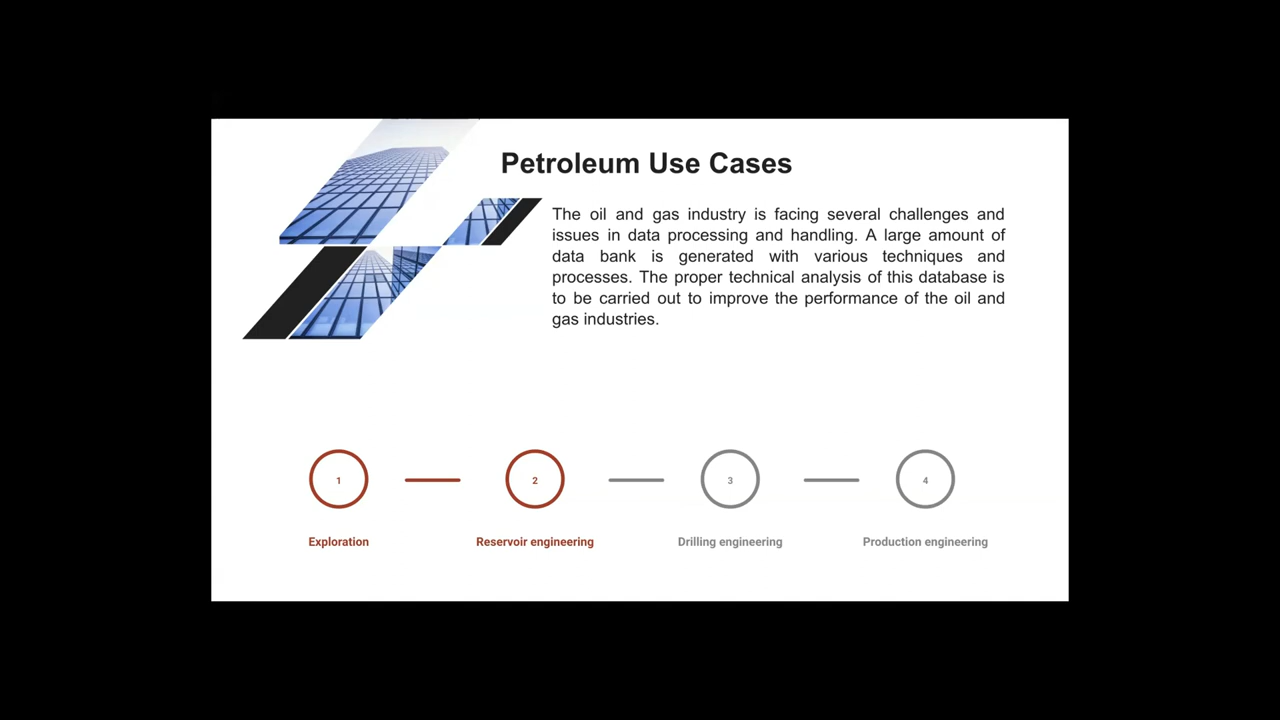 Petroleum Use Cases
The oil and gas industry is facing several challenges and
issues in data processing and handling. A large amount of
data bank is generated with various techniques and
processes. The proper technical analysis of this database is
to be carried out to improve the performance of the oil and
gas industries.
1
2
3
4
Exploration
Reservoir engineering
Drilling engineering
Production engineering